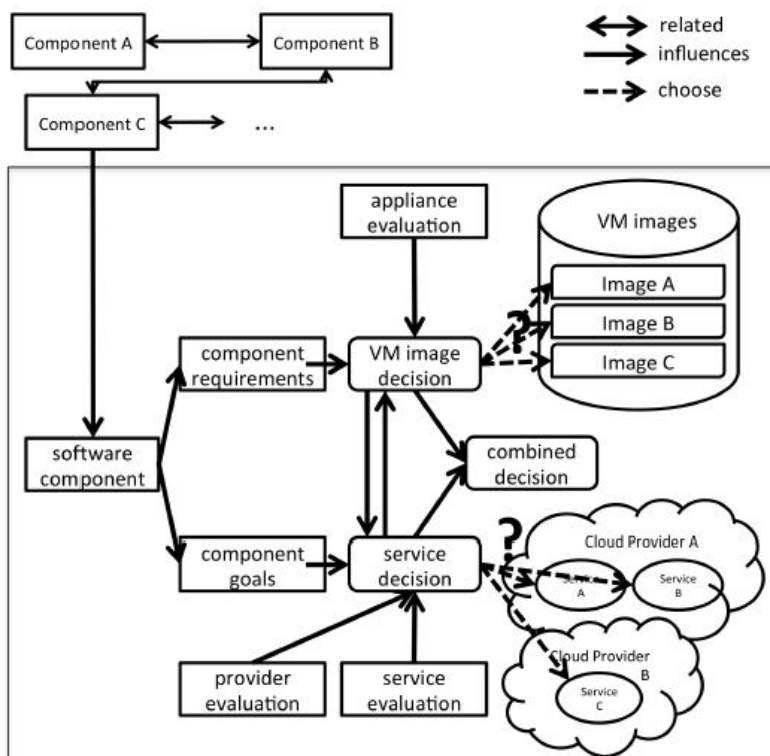 Component A
Component B
related
influences
choose
Component C
...
appliance
evaluation
VM images
Image A
Image B
Image C
?
component
requirements
VM image
decision
software
component
combined
decision
component
goals
service
decision
?
Cloud Provider A
Service
A
Service
B
provider
evaluation
service
evaluation
Cloud Provider
B
Service
C